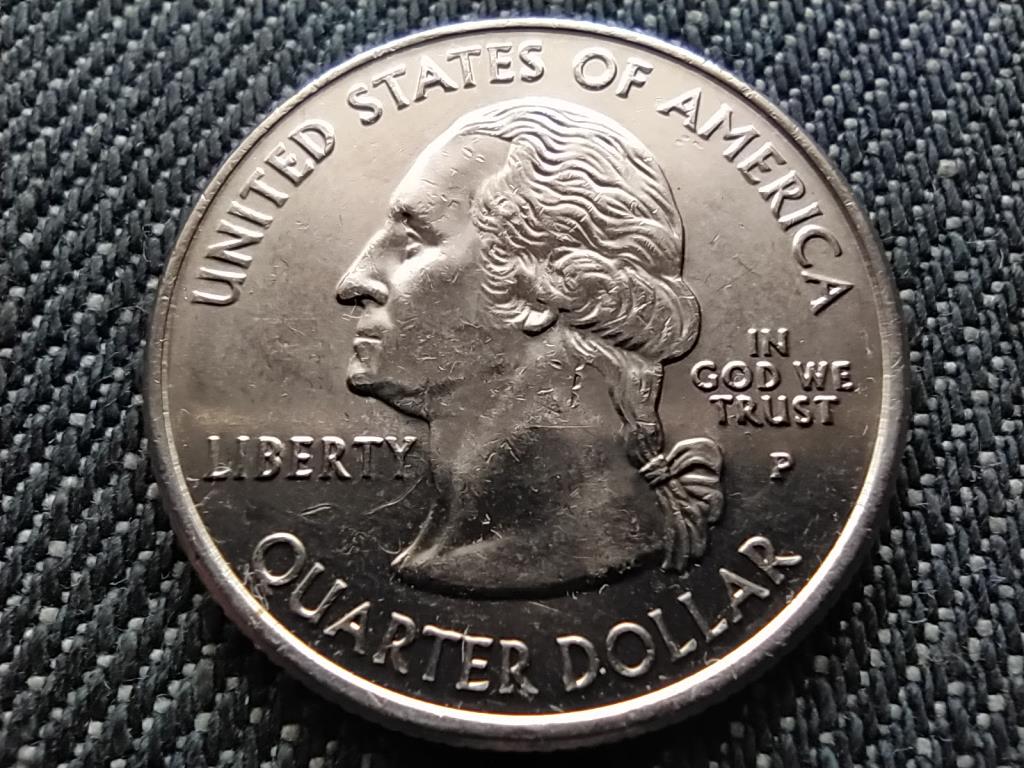 UNITED STATES OF AMERICA
IN
GOD WE
TRUST
LIBERTY
P
QUARTER DOLLAR